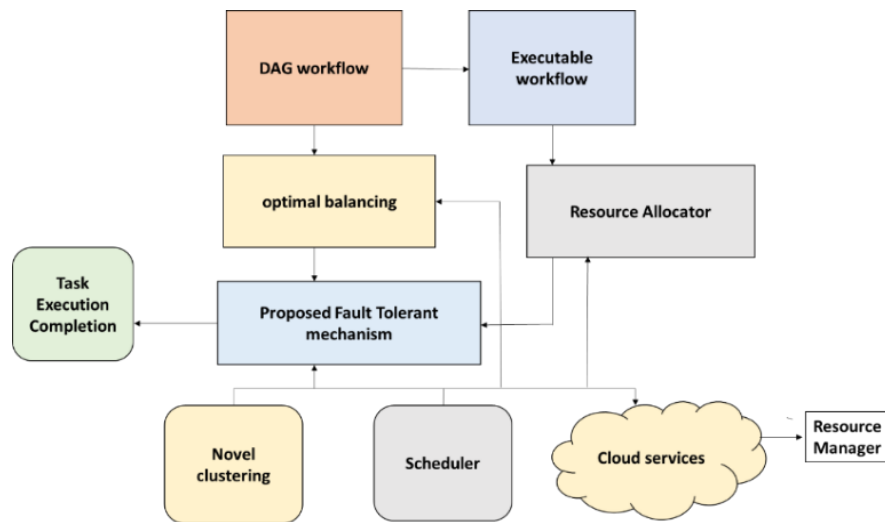 DAG workflow
Executable
workflow
optimal balancing
Resource Allocator
Task
Execution
Completion
Proposed Fault Tolerant
mechanism
Novel
clustering
Scheduler
Cloud services
Resource
Manager